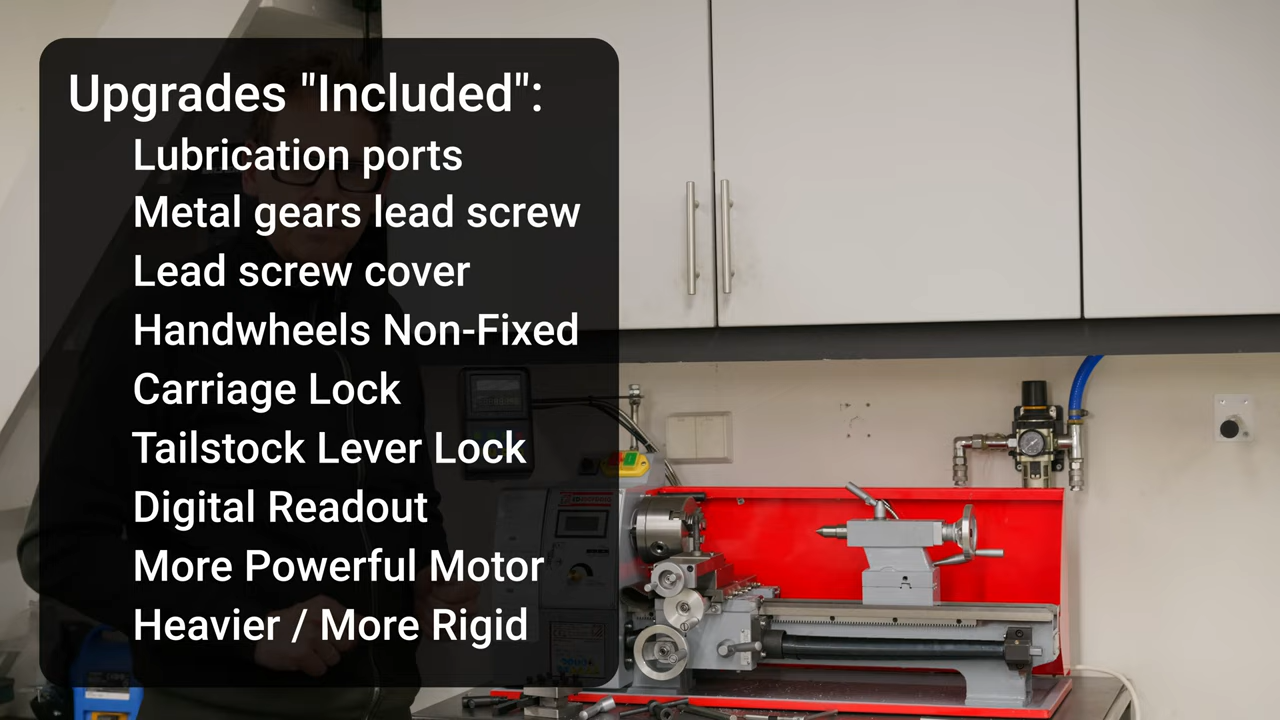 Upgrades "Included":
Lubrication ports
Metal gears lead screw
Lead screw cover
Handwheels Non-Fixed
Carriage Lock
Tailstock Lever Lock
Digital Readout
More Powerful Motor
Heavier / More Rigid